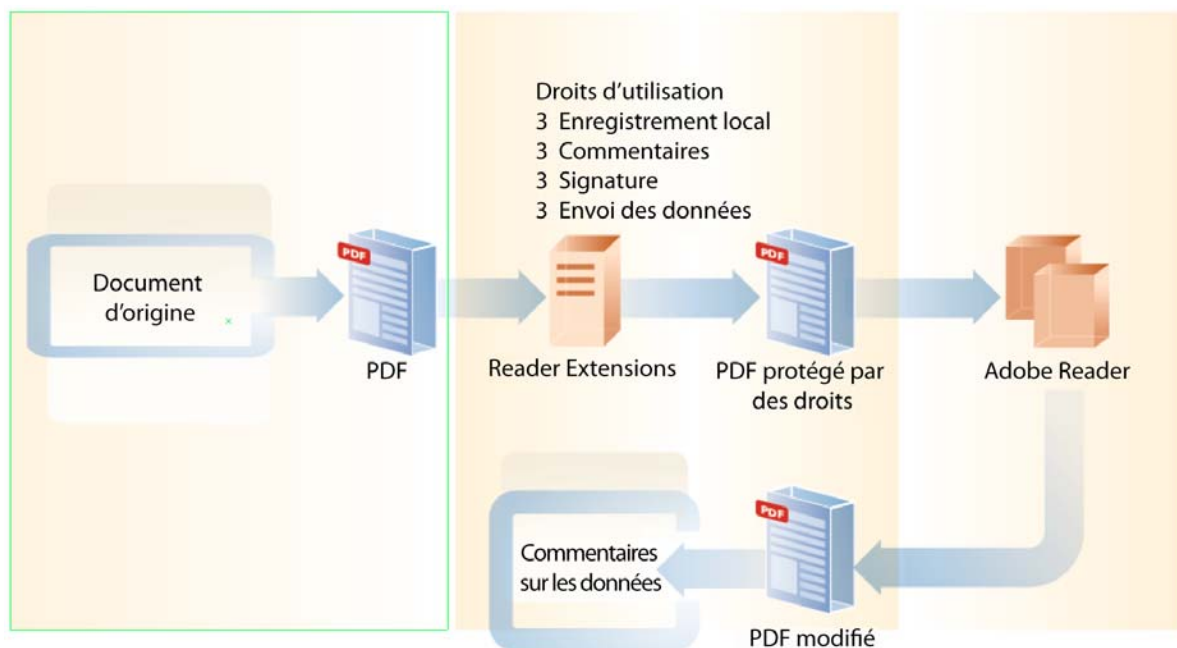 Droits d’utilisation
3 Enregistrement local
3 Commentaires
3 Signature
3 Envoi des données
Document
d’origine
PDF
PDF
Reader Extensions
PDF
PDF protégé par
des droits
Adobe Reader
Commentaires
sur les données
PDF
PDF modifié